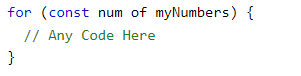 for (const num of myNumbers) {
  // Any Code Here
}